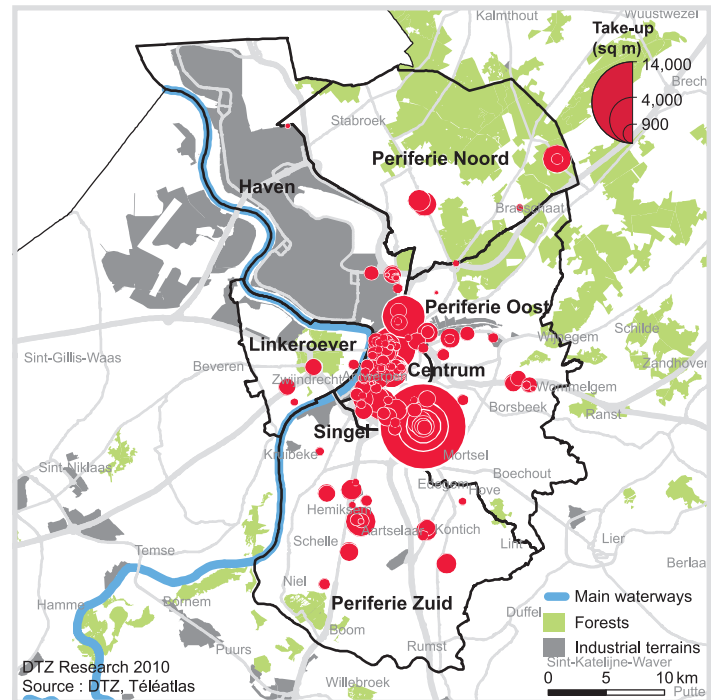 Kalmthout
Wuustwezel
Take-up
(sq m)
14,000
Brech
4,000
900
Stabroek
Periferie Noord
Haven
Brasschaat
Periferie Oost
Schilde
Wijnegem
Linkeroever
Sint-Gillis-Waas
Beveren
Zandhoven
Centrum
Zwijndrecht
Wommelgem
Borsbeek
Ranst
Singel
Mortsel
Kruibeke
Sint-Niklaas
Boechout
Edegem
Hove
Hemiksem
Aartselaar
Kontich
Schelle
Lint
Lier
Temse
Berlaa
Niel
Hamme
Bornem
Periferie Zuid
Duffel
Boom
Rumst
Puurs
Main waterways
Forests
Industrial terrains
Sint-Katelijne-Waver
DTZ Research 2010
Source : DTZ, Téléatlas
Willebroek
0 5 10 km
Putte